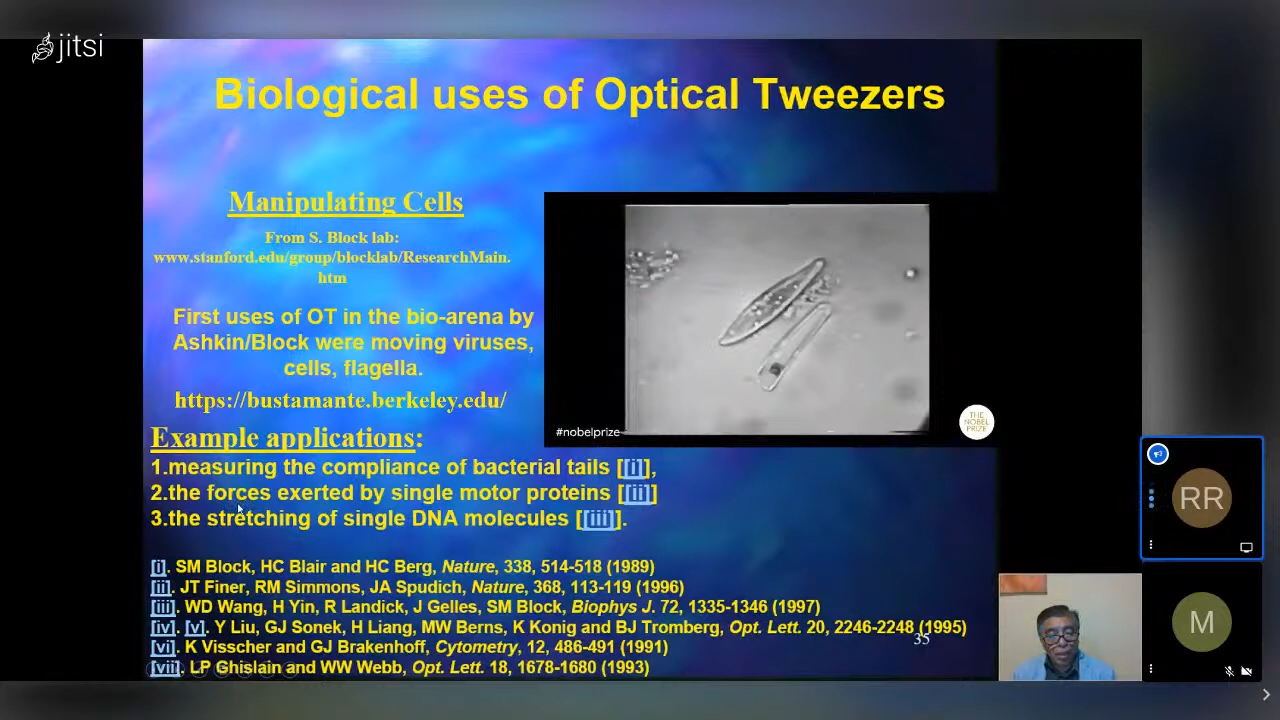 jitsi
Biological uses of Optical Tweezers
Manipulating Cells
From S. Block lab:
www.stanford.edu/group/blocklab/ResearchMain.
htm
First uses of OT in the bio-arena by
Ashkin/Block were moving viruses,
cells, flagella.
https://bustamante.berkeley.edu/
#nobelprize
THE
NOBEL
PRIZE
Example applications:
1.measuring the compliance of bacterial tails [[i]],
2.the forces exerted by single motor proteins [[ii]]
3.the stretching of single DNA molecules [[iii]].
[i]. SM Block, HC Blair and HC Berg, Nature, 338, 514-518 (1989)
[ii]. JT Finer, RM Simmons, JA Spudich, Nature, 368, 113-119 (1996)
[iii]. WD Wang, H Yin, R Landick, J Gelles, SM Block, Biophys J. 72, 1335-1346 (1997)
[iv]. [v]. Y Liu, GJ Sonek, H Liang, MW Berns, K Konig and BJ Tromberg, Opt. Lett. 20, 2246-2248 (1995)
35
[vi]. K Visscher and GJ Brakenhoff, Cytometry, 12, 486-491 (1991)
[vii]. LP Ghislain and WW Webb, Opt. Lett. 18, 1678-1680 (1993)
RR
M